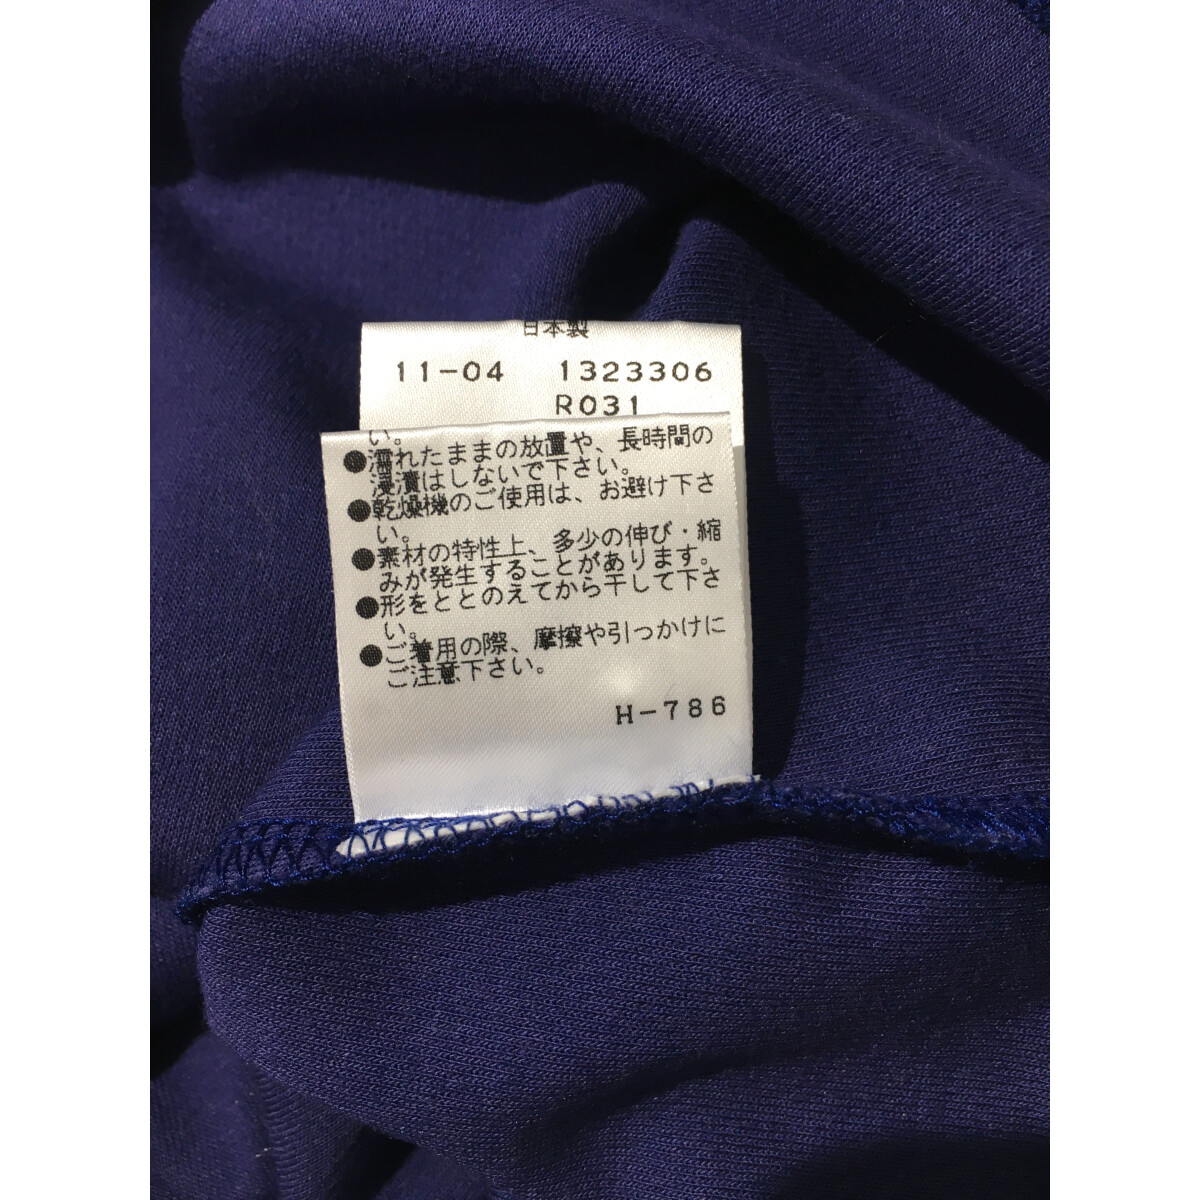 日本製
11-04 1323306
R031
い。
●濡れたままの放置や、長時間の
浸漬はしないで下さい。
●乾燥機のご使用は、お避け下さ
い。
●素材の特性上、多少の伸び・縮
みが発生することがあります。
●形をととのえてから干して下さ
い。
●ご着用の際、摩擦や引っかけに
ご注意下さい。
H-786